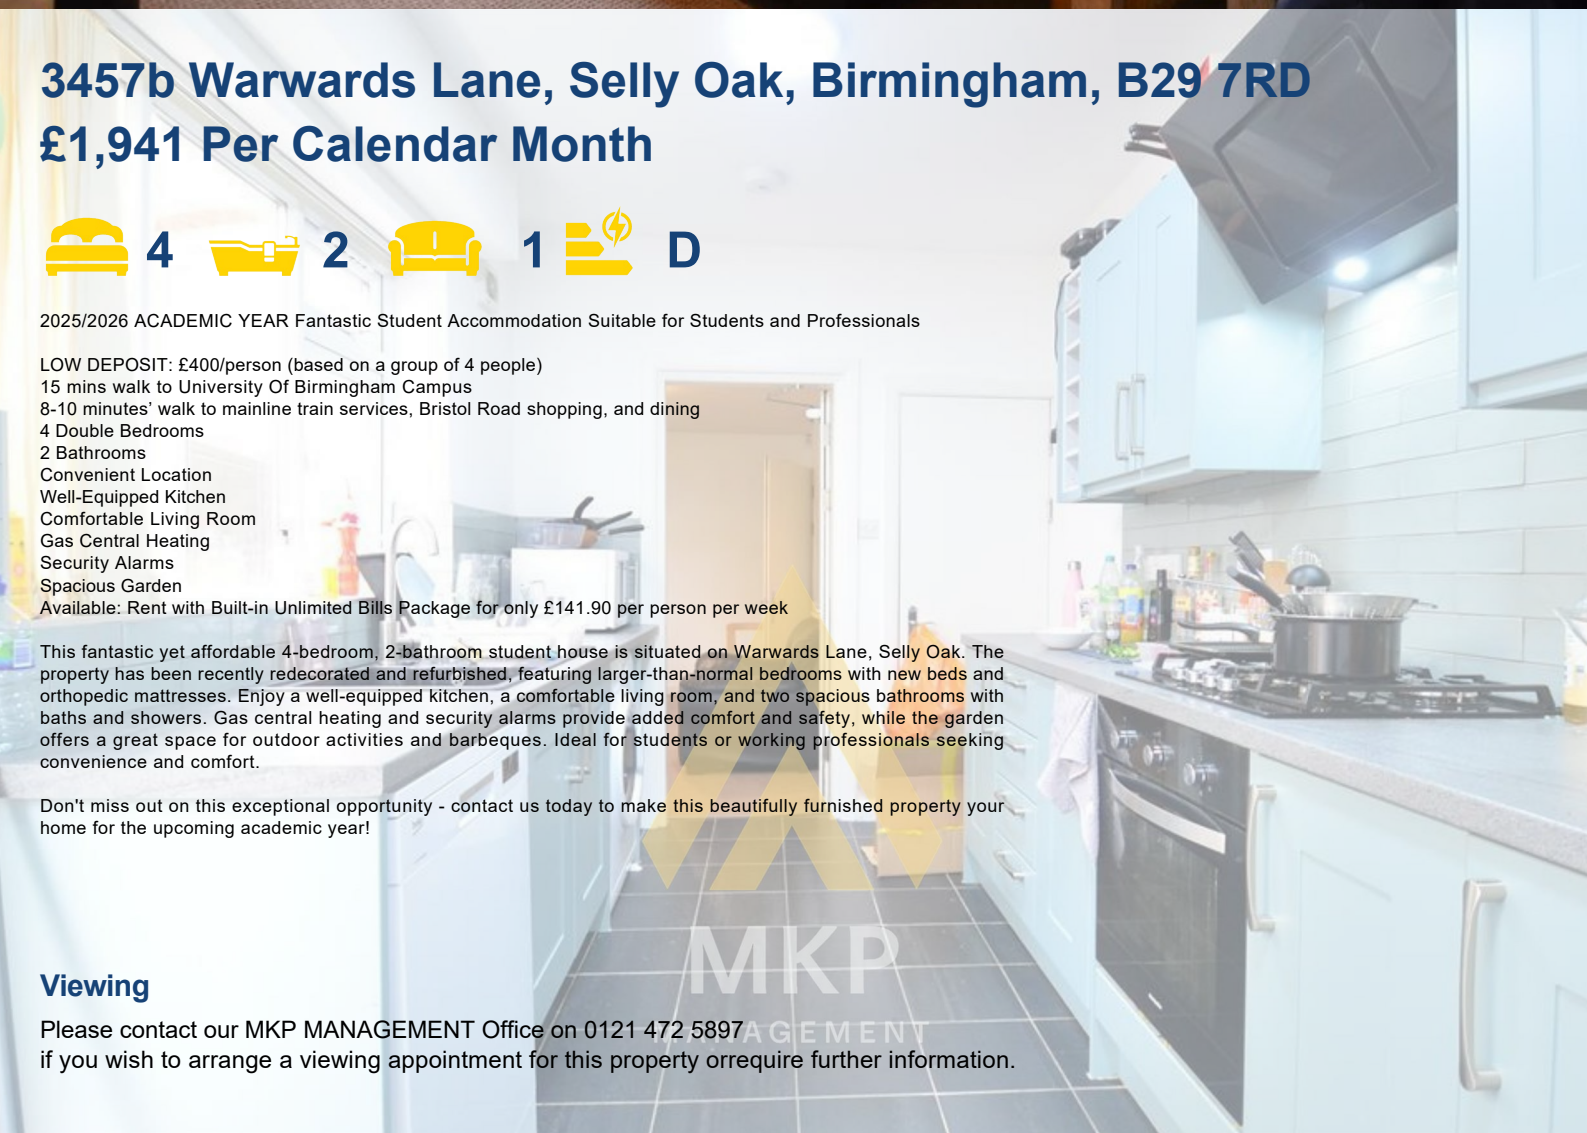 3457b Warwards Lane, Selly Oak, Birmingham, B29 7RD
£1,941 Per Calendar Month
4 2 1 D
2025/2026 ACADEMIC YEAR Fantastic Student Accommodation Suitable for Students and Professionals
LOW DEPOSIT: £400/person (based on a group of 4 people)
15 mins walk to University Of Birmingham Campus
8-10 minutes’ walk to mainline train services, Bristol Road shopping, and dining
4 Double Bedrooms
2 Bathrooms
Convenient Location
Well-Equipped Kitchen
Comfortable Living Room
Gas Central Heating
Security Alarms
Spacious Garden
Available: Rent with Built-in Unlimited Bills Package for only £141.90 per person per week
This fantastic yet affordable 4-bedroom, 2-bathroom student house is situated on Warwards Lane, Selly Oak. The
property has been recently redecorated and refurbished, featuring larger-than-normal bedrooms with new beds and
orthopedic mattresses. Enjoy a well-equipped kitchen, a comfortable living room, and two spacious bathrooms with
baths and showers. Gas central heating and security alarms provide added comfort and safety, while the garden
offers a great space for outdoor activities and barbeques. Ideal for students or working professionals seeking
convenience and comfort.
Don't miss out on this exceptional opportunity - contact us today to make this beautifully furnished property your
home for the upcoming academic year!
MKP
MANAGEMENT
Viewing
Please contact our MKP MANAGEMENT Office on 0121 472 5897
if you wish to arrange a viewing appointment for this property orrequire further information.